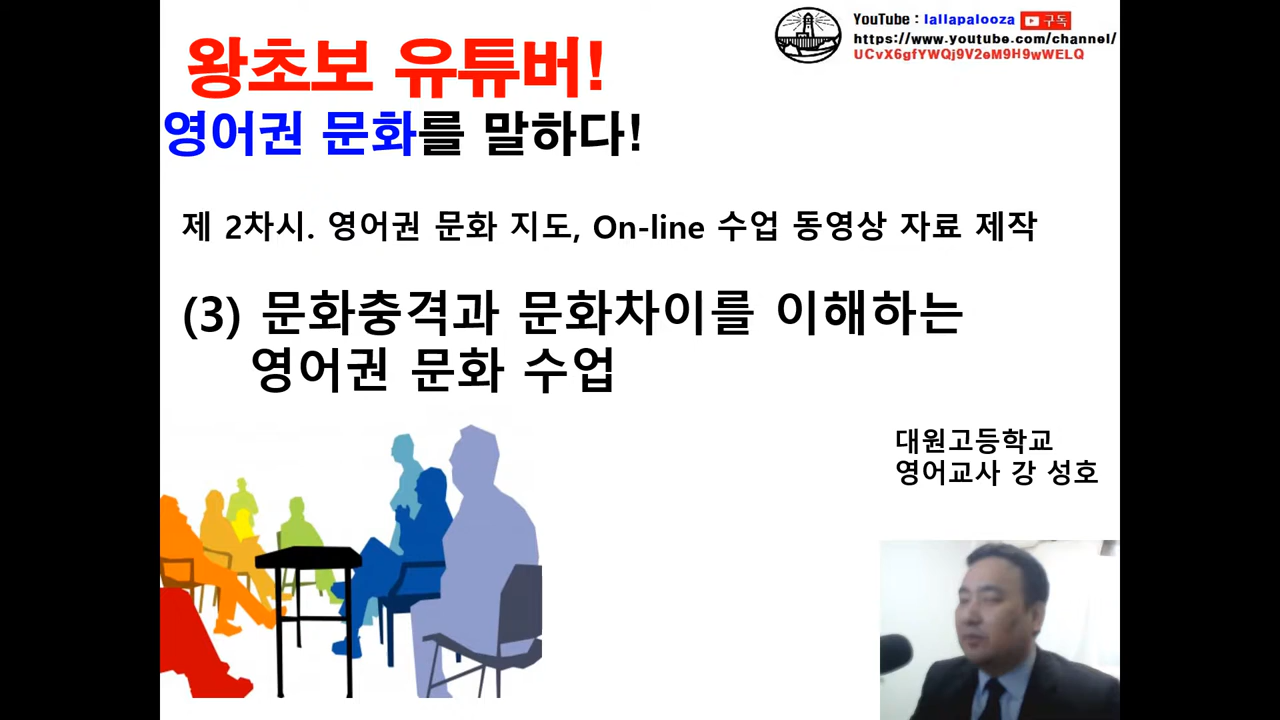 YouTube : lallapalooza 구독
https://www.youtube.com/channel/
UCvX6gfYWQj9V2eM9H9wWELQ
왕초보 유튜버!
영어권 문화를 말하다!
제 2차시. 영어권 문화 지도, On-line 수업 동영상 자료 제작
(3) 문화충격과 문화차이를 이해하는
영어권 문화 수업
대원고등학교
영어교사 강 성호